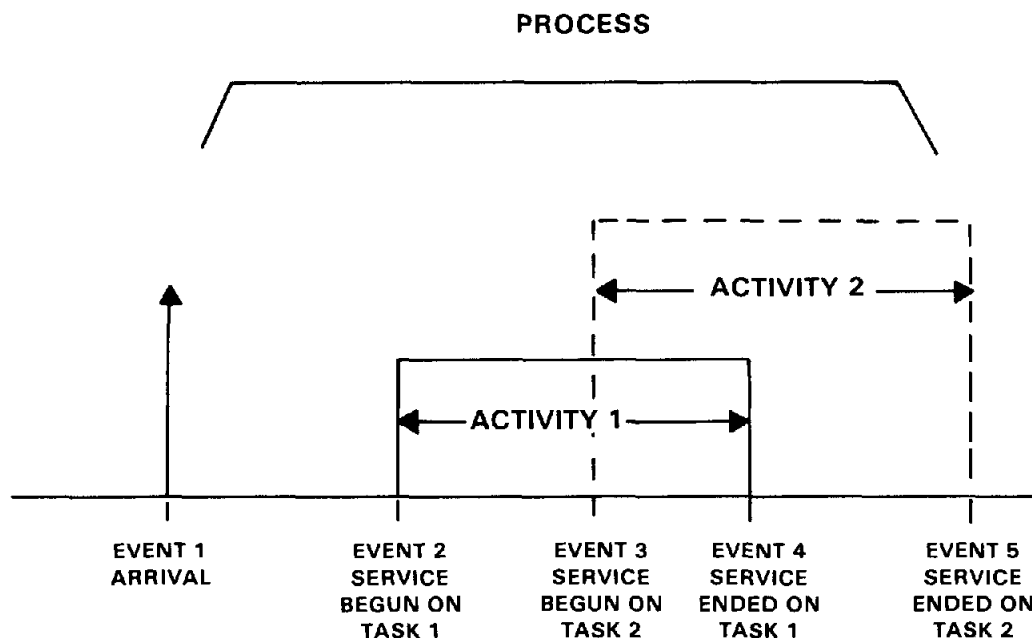 PROCESS
ACTIVITY 2
ACTIVITY 1
EVENT 1
ARRIVAL
EVENT 2
SERVICE
BEGUN ON
TASK 1
EVENT 3
SERVICE
BEGUN ON
TASK 2
EVENT 4
SERVICE
ENDED ON
TASK 1
EVENT 5
SERVICE
ENDED ON
TASK 2